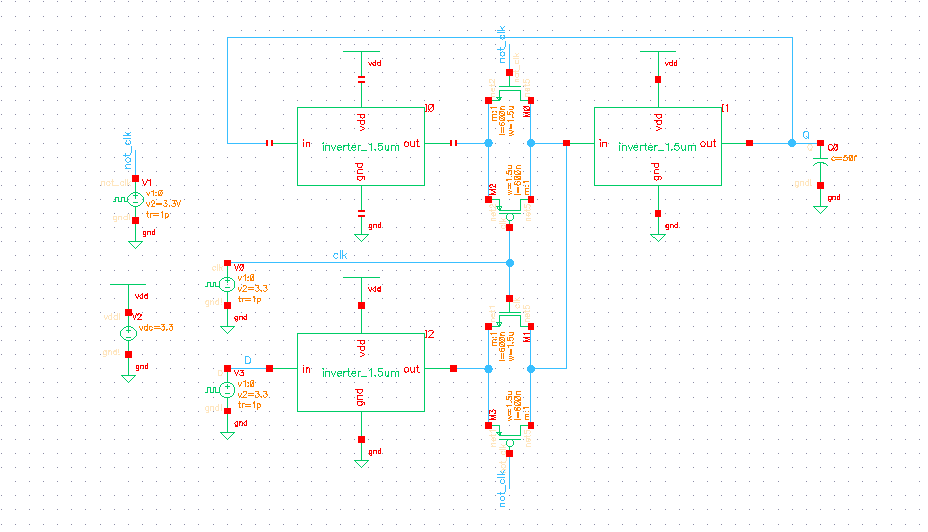 not_clk
vdd
I0
vdd
in
inverter_1.5um
out
gnd
gnd
m:1
l=600n
w=1.5u
M0
vdd
I1
vdd
in
inverter_1.5um
out
gnd
gnd
Q
C0
c=50f
gnd
not_clk
V1
v1:0
v2=3.3V
tr=1p
gnd
M2
w=1.5u
l=600n
m:1
clk
V0
v1:0
v2=3.3
tr=1p
gnd
vdd
V2
vdc=3.3
gnd
vdd
I2
vdd
in
inverter_1.5um
out
gnd
gnd
D
V3
v1:0
v2=3.3
tr=1p
gnd
m:1
l=600n
w=1.5u
M1
M3
w=1.5u
l=600n
m:1
not_clk